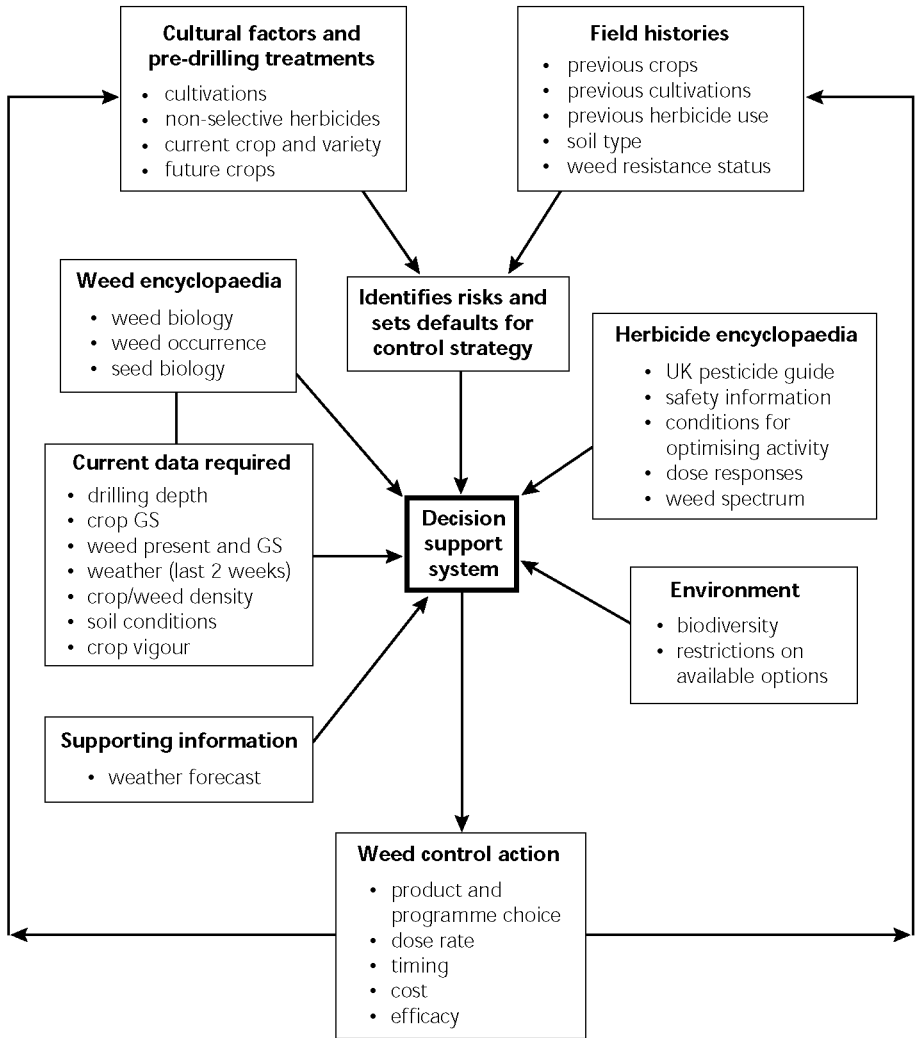 Cultural factors and
pre-drilling treatments
• cultivations
• non-selective herbicides
• current crop and variety
• future crops
Field histories
• previous crops
• previous cultivations
• previous herbicide use
• soil type
• weed resistance status
Weed encyclopaedia
• weed biology
• weed occurrence
• seed biology
Identifies risks and
sets defaults for
control strategy
Herbicide encyclopaedia
• UK pesticide guide
• safety information
• conditions for
optimising activity
• dose responses
• weed spectrum
Current data required
• drilling depth
• crop GS
• weed present and GS
• weather (last 2 weeks)
• crop/weed density
• soil conditions
• crop vigour
Decision
support
system
Environment
• biodiversity
• restrictions on
available options
Supporting information
• weather forecast
Weed control action
• product and
programme choice
• dose rate
• timing
• cost
• efficacy